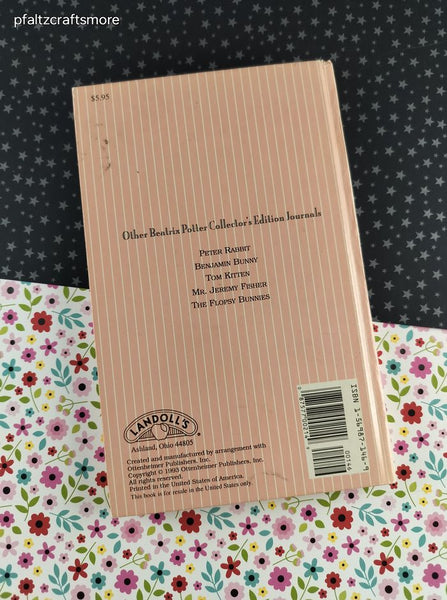 pfaltzcraftsmore
$5.95
Other Beatrix Potter Collector's Edition Journals
PETER RABBIT
BENJAMIN BUNNY
TOM KITTEN
MR. JEREMY FISHER
THE FLOPSY BUNNIES
LANDOLL'S
Ashland, Ohio 44805
Created and manufactured by arrangement with
Ottenheimer Publishers, Inc.
Copyright © 1993 Ottenheimer Publishers, Inc.
All rights reserved.
Printed in the United States of America.
This book is for resale in the United States only.